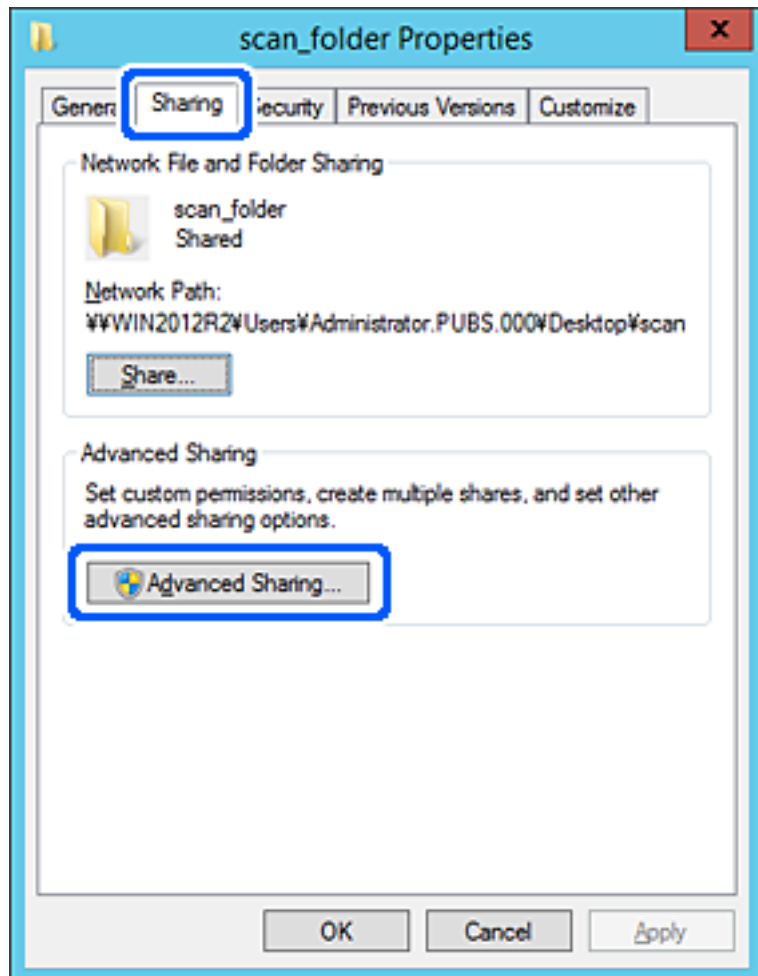 scan_folder Properties
x
General Sharing Security Previous Versions Customize
Network File and Folder Sharing
scan_folder
Shared
Network Path:
¥¥WIN2012R2¥Users¥Administrator.PUBS.000¥Desktop¥scan
Share...
Advanced Sharing
Set custom permissions, create multiple shares, and set other
advanced sharing options.
Advanced Sharing...
OK Cancel Apply